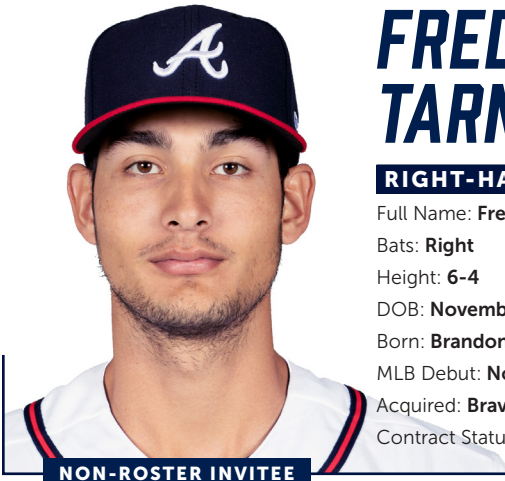 FRED
TARN
RIGHT-HA
Full Name: Fre
Bats: Right
Height: 6-4
DOB: Novemb
Born: Brandon
MLB Debut: No
Acquired: Brav
Contract Statu
NON-ROSTER INVITEE